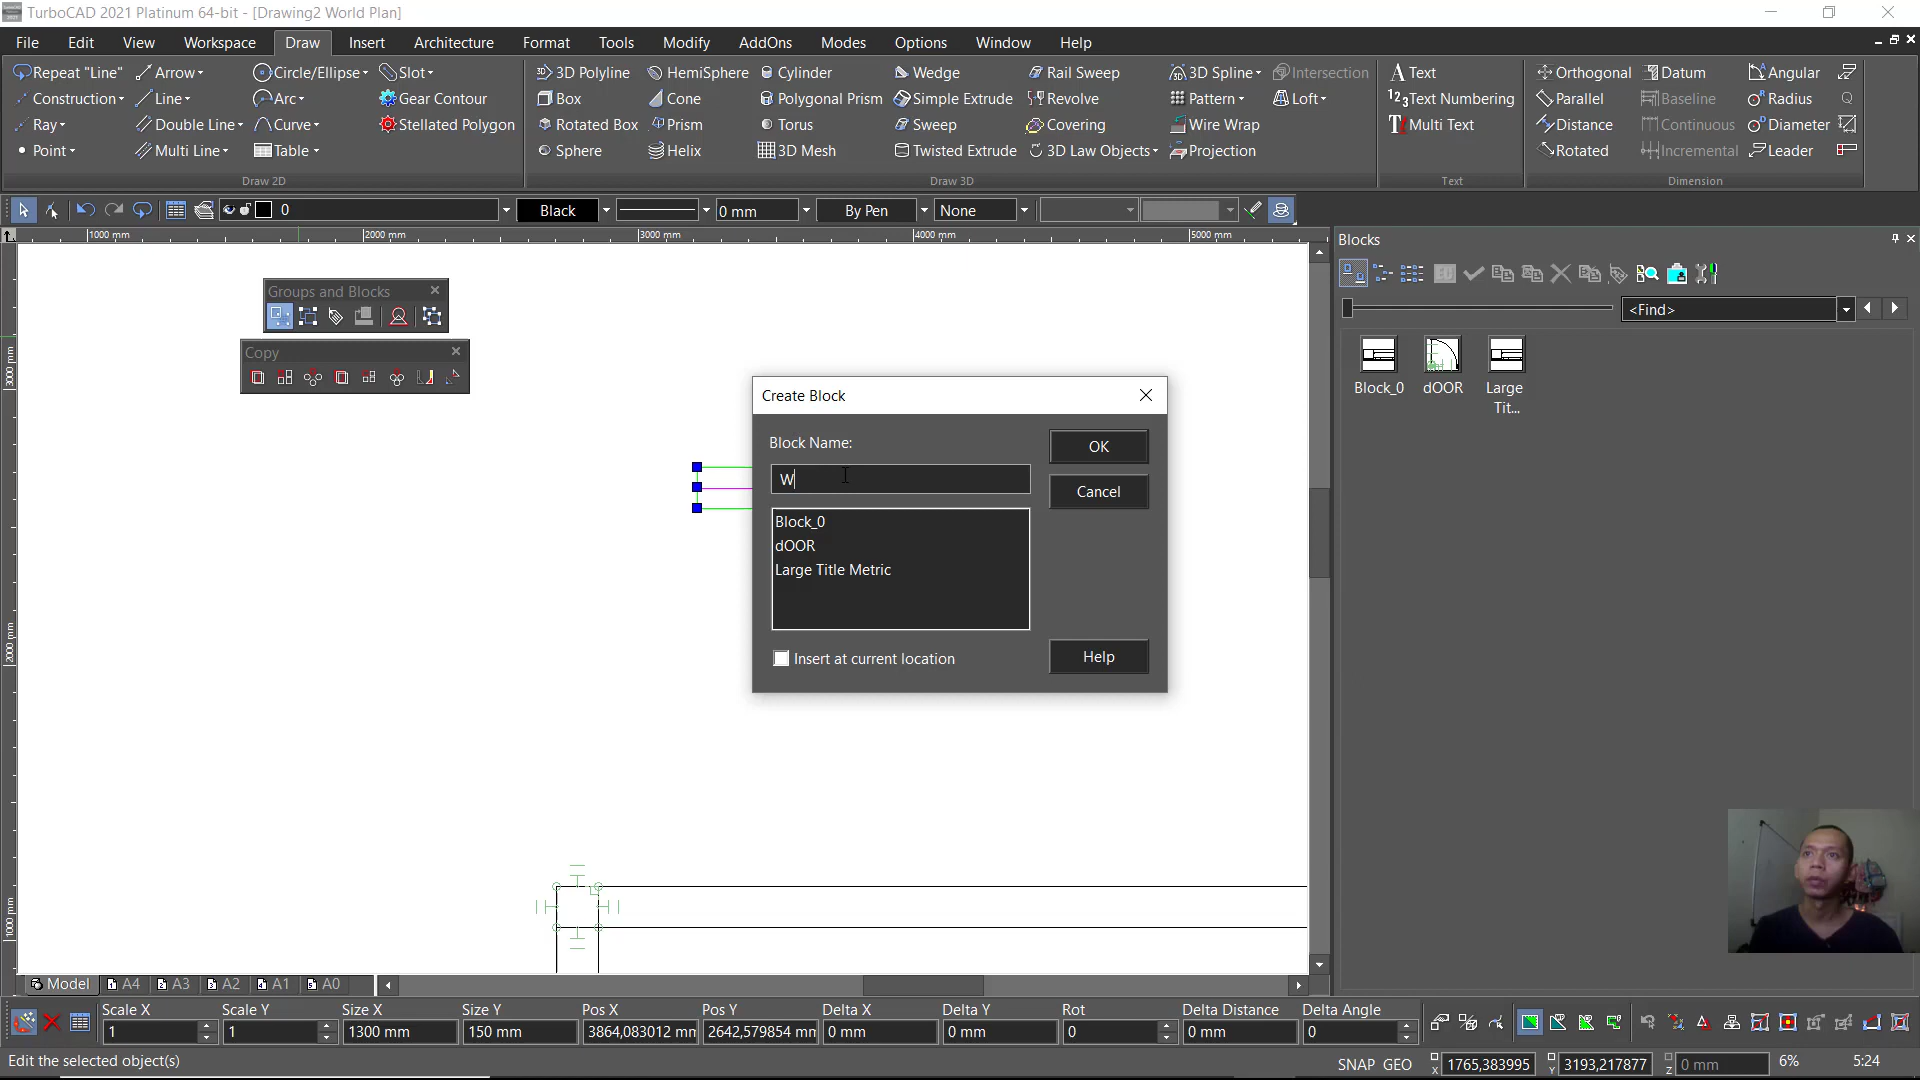 TurboCAD 2021 Platinum 64-bit - [Drawing2 World Plan]
File Edit View Workspace Draw Insert Architecture Format Tools Modify AddOns Modes Options Window Help
Repeat "Line" Arrow Circle/Ellipse Slot 3D Polyline HemiSphere Cylinder Wedge Rail Sweep 3D Spline Intersection Text Orthogonal Datum Angular
Construction Line Arc Gear Contour Box Cone Polygonal Prism Simple Extrude Revolve Pattern Loft Text Numbering Parallel Baseline Radius
Ray Double Line Curve Stellated Polygon Rotated Box Prism Torus Sweep Covering Wire Wrap Multi Text Distance Continuous Diameter
Point Multi Line Table Sphere Helix 3D Mesh Twisted Extrude 3D Law Objects Projection Rotated Incremental Leader
Draw 2D Draw 3D Text Dimension
0 Black 0 mm By Pen None
1000 mm 2000 mm 3000 mm 4000 mm 5000 mm
Blocks
<Find>
Block_0 dOOR Large
Tit...
Groups and Blocks
Copy
3000 mm
2000 mm
1000 mm
Create Block
Block Name:
W
OK
Cancel
Block_0
dOOR
Large Title Metric
Insert at current location
Help
Model A4 A3 A2 A1 A0
Scale X Scale Y Size X Size Y Pos X Pos Y Delta X Delta Y Rot Delta Distance Delta Angle
1 1 1300 mm 150 mm 3864,083012 mm 2642,579854 mm 0 mm 0 mm 0 0 mm 0
Edit the selected object(s)
SNAP GEO X 1765,383995 Y 3193,217877 Z 0 mm 6% 5:24